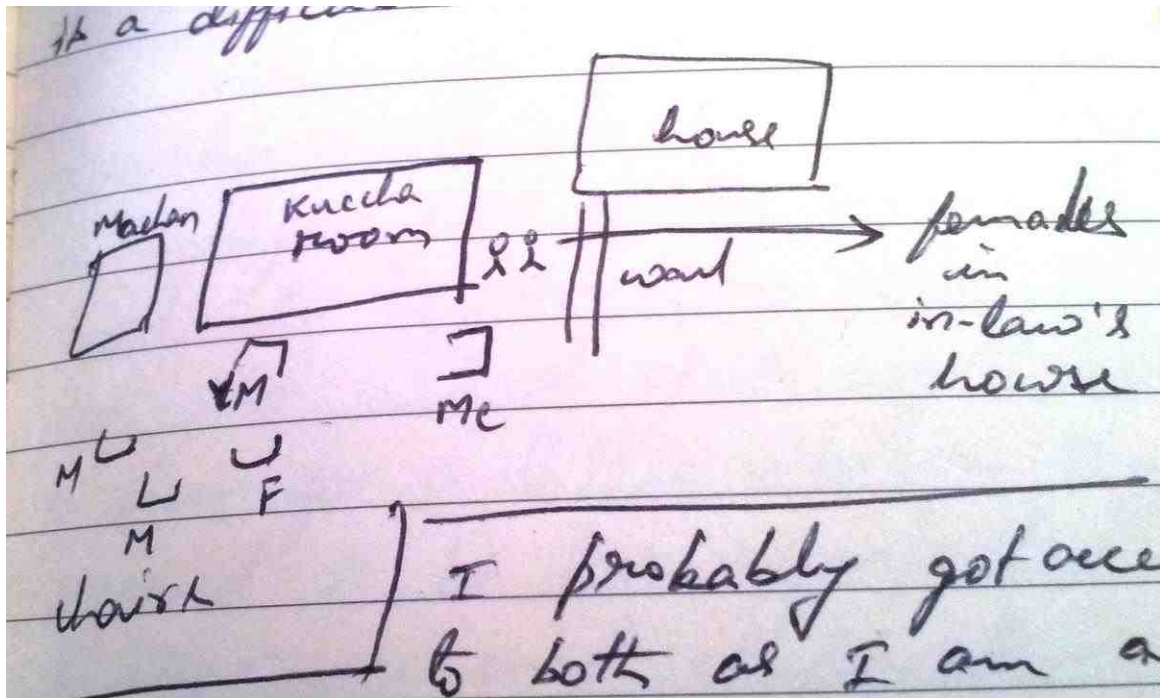 is a
house
Machan
Kuccha
room
wall
females
in
in-law's
house
M
Me
M
F
M
chairs
I probably got acce
to both as I am a